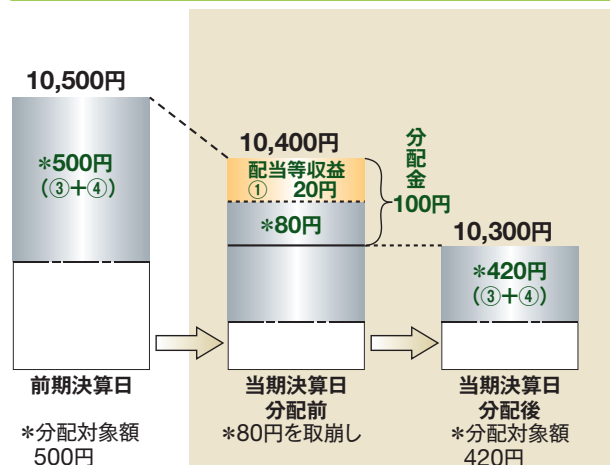 10,500円
*500円
(③+④)
前期決算日
*分配対象額
500円
10,400円
配当等収益
① 20円
*80円
分配金
100円
当期決算日
分配前
*80円を取崩し
10,300円
*420円
(③+④)
当期決算日
分配後
*分配対象額
420円